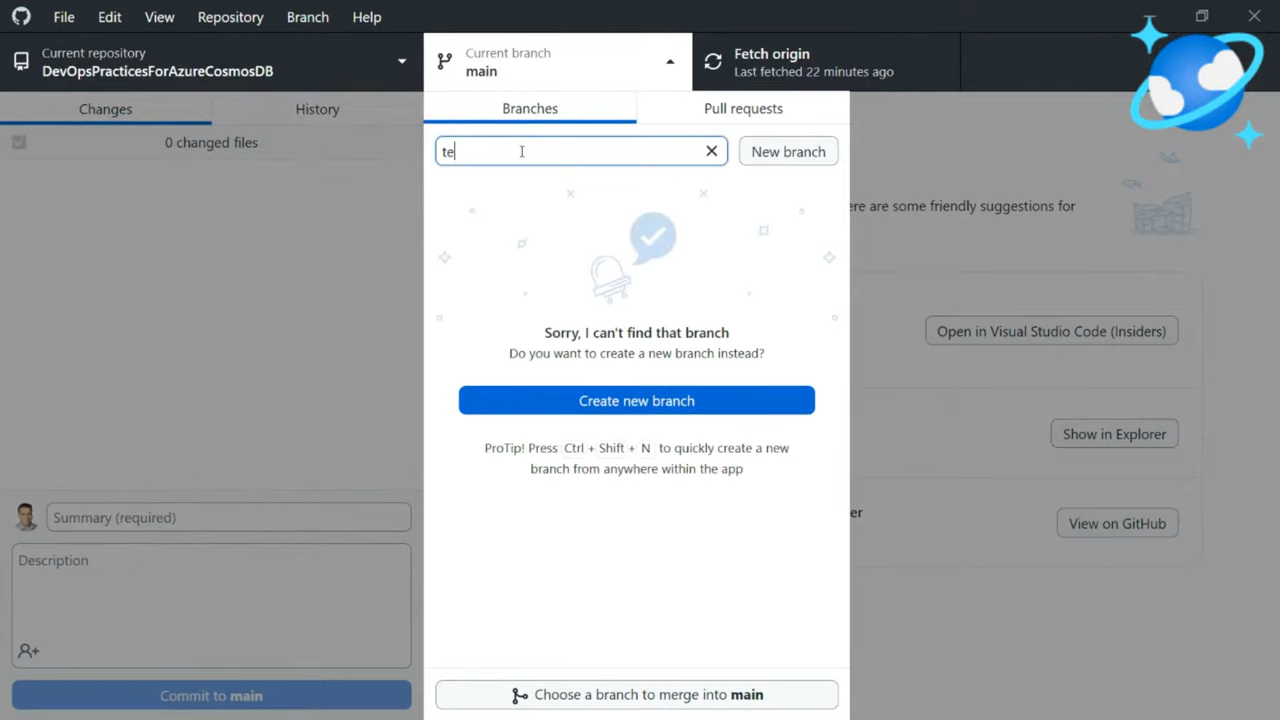 File Edit View Repository Branch Help
Current repository
DevOpsPracticesForAzureCosmosDB
Current branch
main
Fetch origin
Last fetched 22 minutes ago
Changes
History
Branches
Pull requests
0 changed files
te
New branch
ere are some friendly suggestions for
Sorry, I can't find that branch
Do you want to create a new branch instead?
Open in Visual Studio Code (Insiders)
Create new branch
Show in Explorer
ProTip! Press Ctrl + Shift + N to quickly create a new
branch from anywhere within the app
er
View on GitHub
Summary (required)
Description
Commit to main
Choose a branch to merge into main